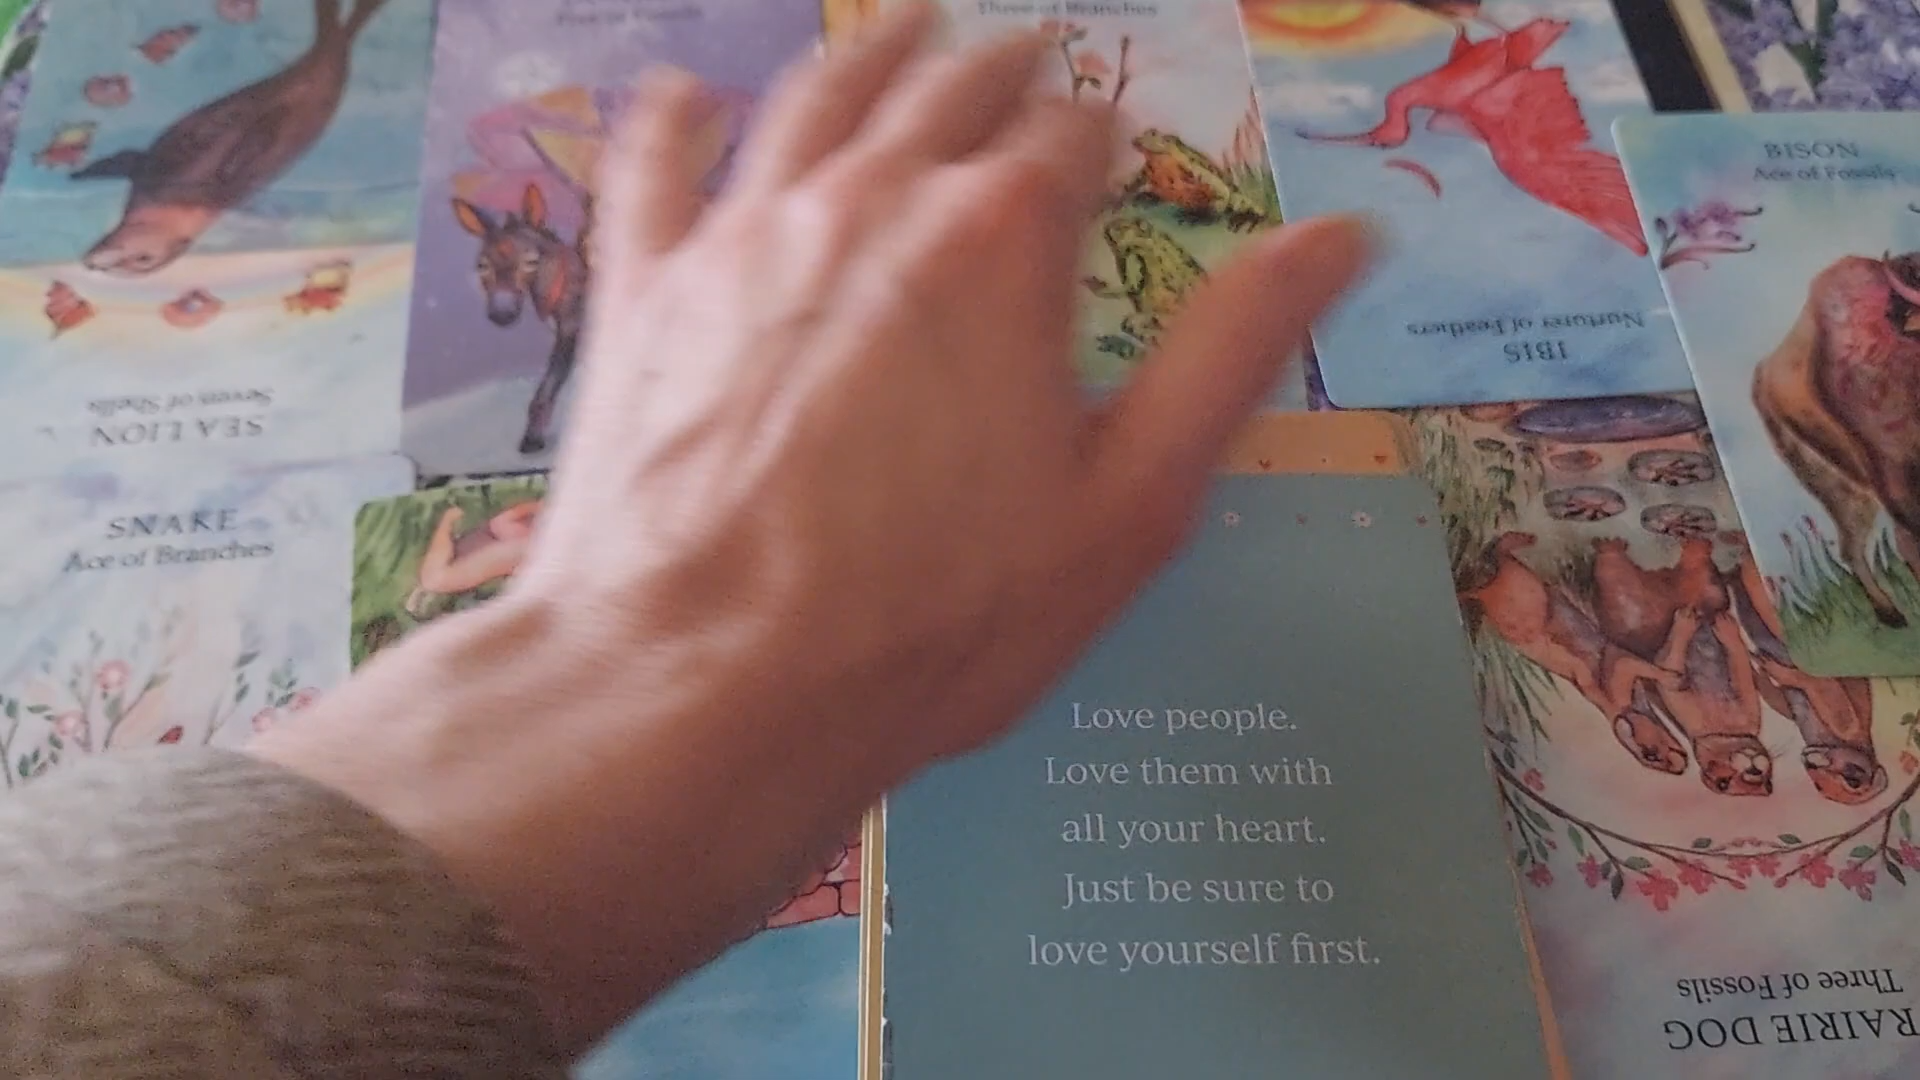 Three of Branches
BISON
Ace of Fossils
Nurturer of Feathers
IBIS
Seven of Shells
SEA LION
SNAKE
Ace of Branches
Love people.
Love them with
all your heart.
Just be sure to
love yourself first.
Three of Fossils
RAIRIE DOG